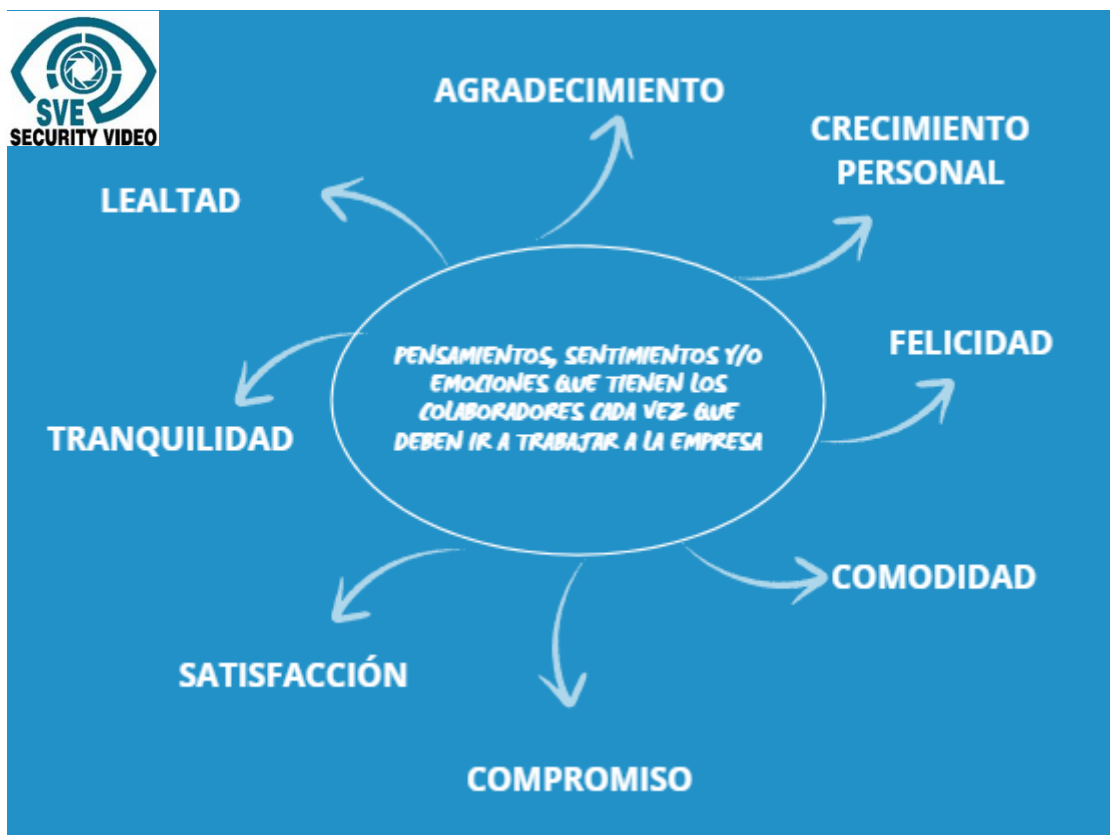 SVE
SECURITY VIDEO
AGRADECIMIENTO
CRECIMIENTO
PERSONAL
LEALTAD
FELICIDAD
PENSAMIENTOS, SENTIMIENTOS Y/O
EMOCIONES QUE TIENEN LOS
COLABORADORES CADA VEZ QUE
DEBEN IR A TRABAJAR A LA EMPRESA
TRANQUILIDAD
COMODIDAD
SATISFACCIÓN
COMPROMISO